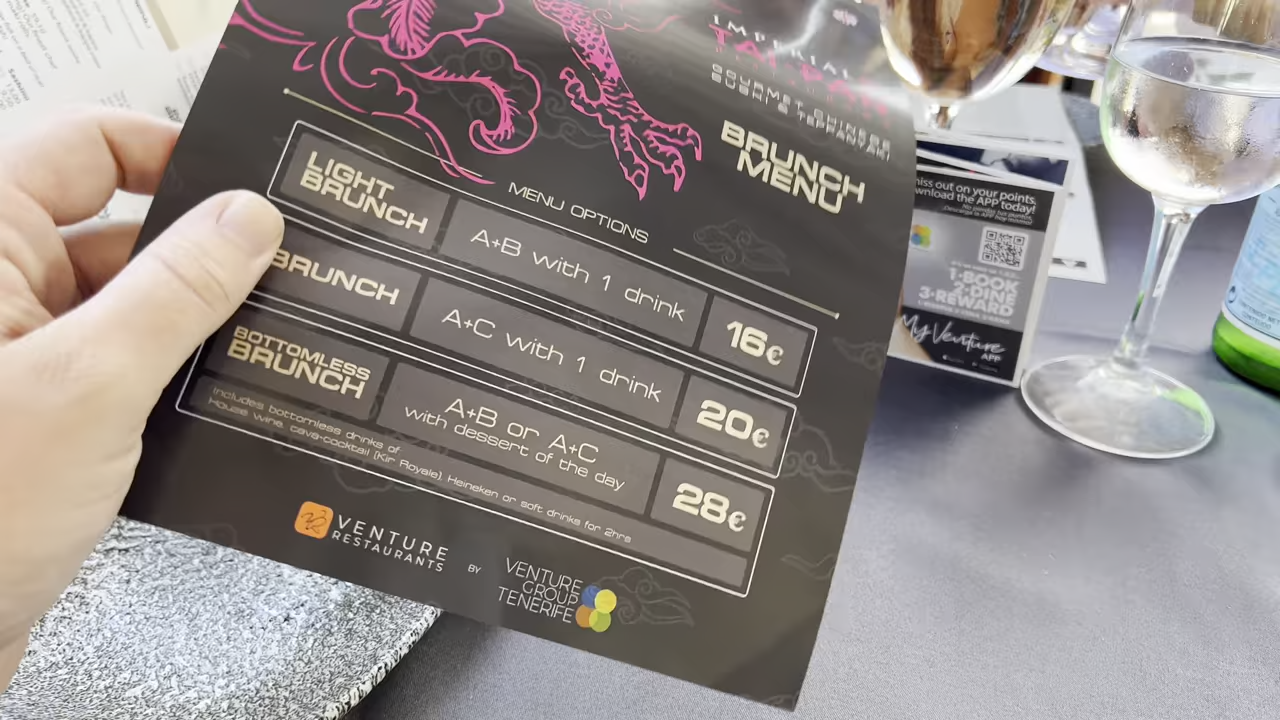 IMPERIAL
TAI-PAN
GOURMET CHINESE
SUSHI & TEPPANYAKI
BRUNCH
MENU
MENU OPTIONS
LIGHT
BRUNCH
A+B with 1 drink
16€
BRUNCH
A+C with 1 drink
20€
BOTTOMLESS
BRUNCH
A+B or A+C
with dessert of the day
28€
Includes bottomless drinks of
House wine, cava-cocktail (Kir Royale), Heineken or soft drinks for 2hrs
VENTURE
RESTAURANTS
BY
VENTURE
GROUP
TENERIFE
miss out on your points,
download the APP today!
1·BOOK
2·DINE
3·REWARD
My Venture
APP